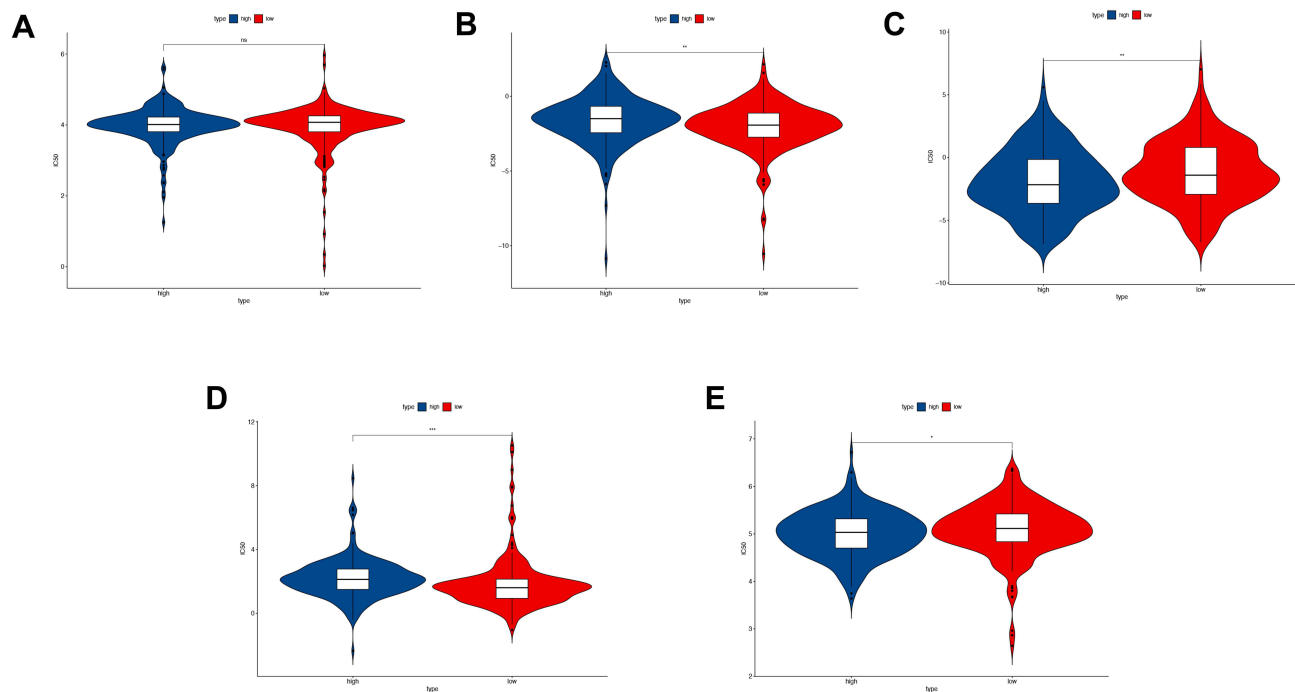 A
type high low
ns
6
4
2
0
IC50
high low
type
B
type high low
**
0
−5
−10
IC50
high low
type
C
type high low
**
10
5
0
−5
−10
IC50
high low
type
D
type high low
***
12
8
4
0
IC50
high low
type
E
type high low
*
7
6
5
4
3
2
IC50
high low
type